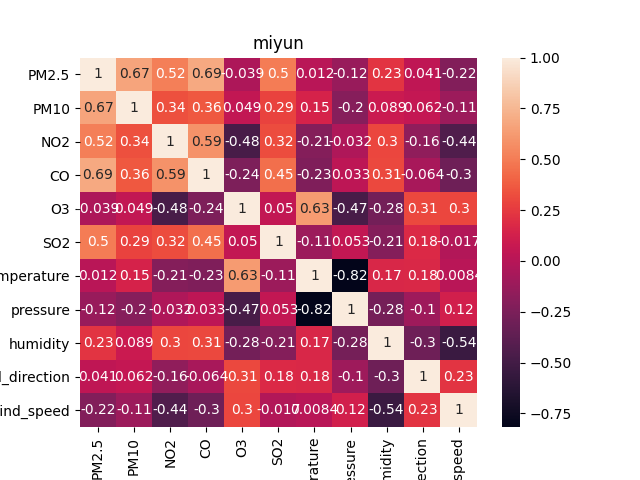 miyun
PM2.5 1 0.67 0.52 0.69 -0.039 0.5 0.012 -0.12 0.23 0.041 -0.22 1.00
PM10 0.67 1 0.34 0.36 0.049 0.29 0.15 -0.2 0.089 0.062 -0.11 0.75
NO2 0.52 0.34 1 0.59 -0.48 0.32 -0.21 -0.032 0.3 -0.16 -0.44 0.50
CO 0.69 0.36 0.59 1 -0.24 0.45 -0.23 0.033 0.31 -0.064 -0.3
O3 -0.039 0.049 -0.48 -0.24 1 0.05 0.63 -0.47 -0.28 0.31 0.3 0.25
SO2 0.5 0.29 0.32 0.45 0.05 1 -0.11 0.053 -0.21 0.18 -0.017 0.00
mperature -0.012 0.15 -0.21 -0.23 0.63 -0.11 1 -0.82 0.17 0.18 0.0084
pressure -0.12 -0.2 -0.032 0.033 -0.47 0.053 -0.82 1 -0.28 -0.1 0.12 −0.25
humidity 0.23 0.089 0.3 0.31 -0.28 -0.21 0.17 -0.28 1 -0.3 -0.54 −0.50
l_direction 0.041 0.062 -0.16 -0.064 0.31 0.18 0.18 -0.1 -0.3 1 0.23
ind_speed -0.22 -0.11 -0.44 -0.3 0.3 -0.017 0.0084 0.12 -0.54 0.23 1 −0.75
PM2.5
PM10
NO2
CO
O3
SO2
rature
essure
midity
ection
speed